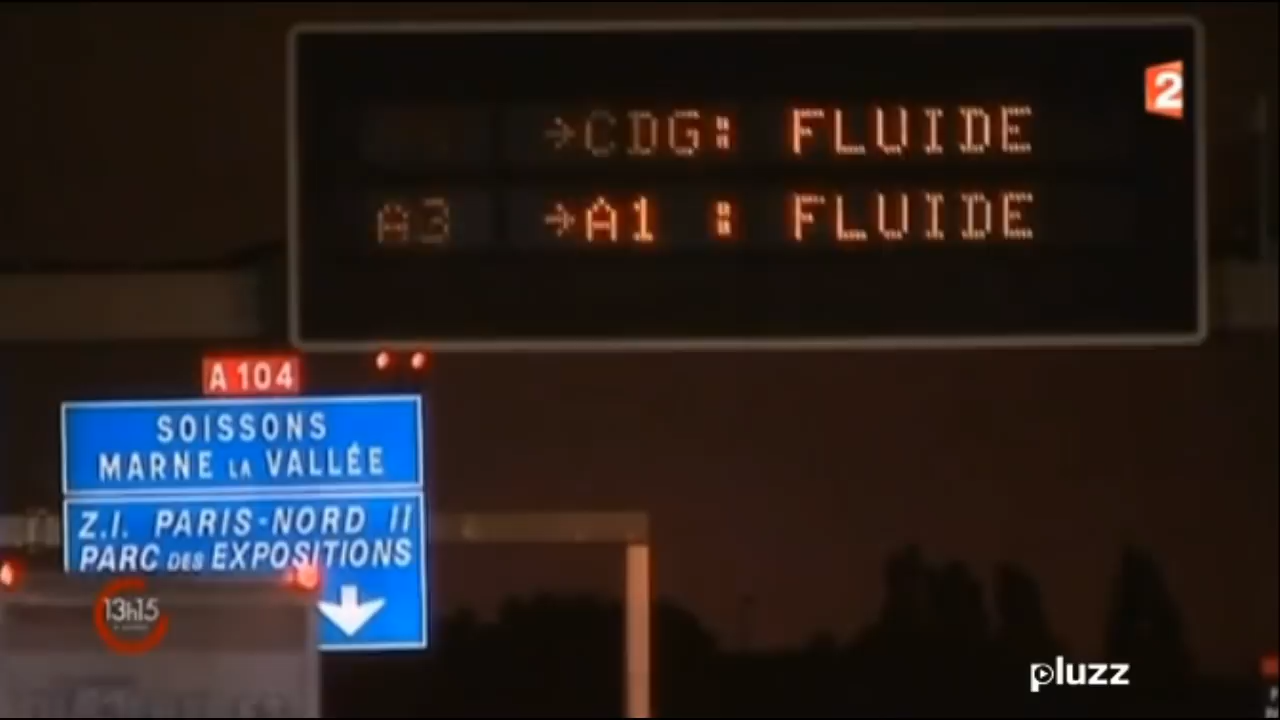 →CDG: FLUIDE
A3 →A1 : FLUIDE
2
A 104
SOISSONS
MARNE LA VALLÉE
Z.I. PARIS-NORD II
PARC DES EXPOSITIONS
13h15
pluzz